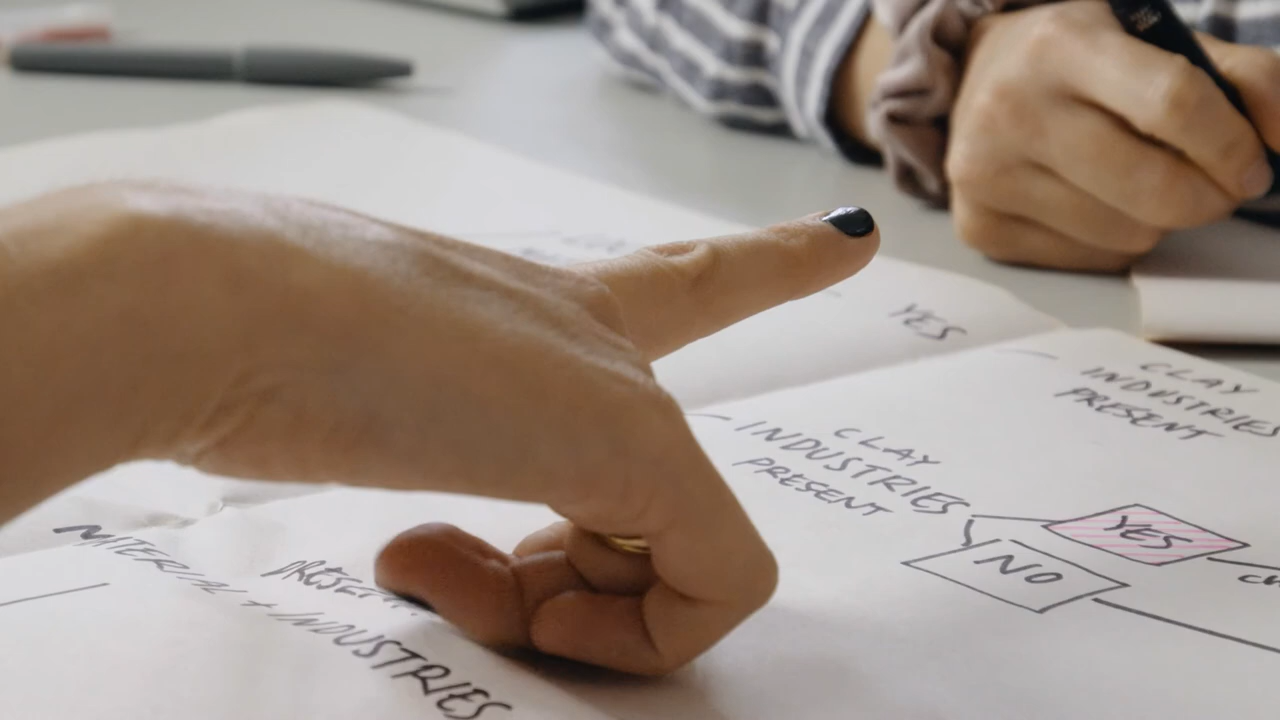 YES
CLAY
INDUSTRIES
PRESENT
CLAY
INDUSTRIES
PRESENT
YES
NO
MATERIAL + INDUSTRIES